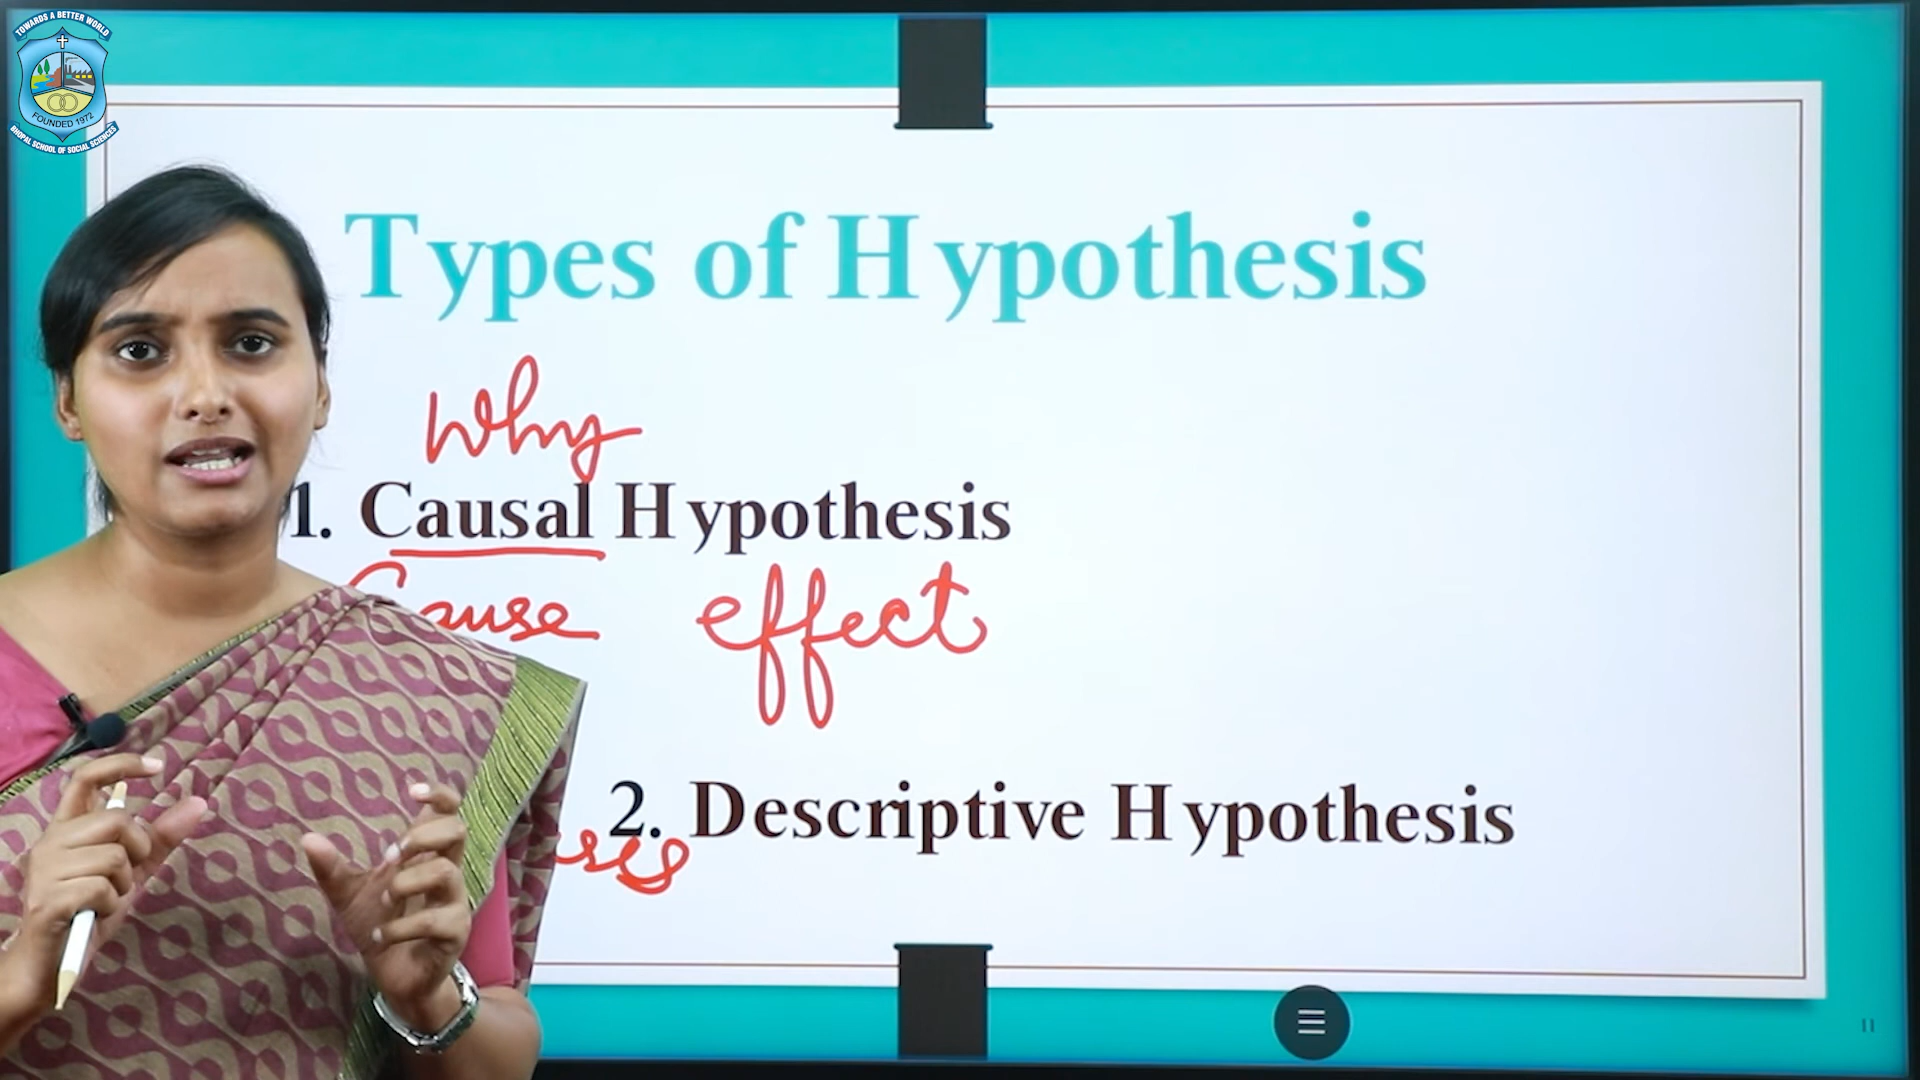 TOWARDS A BETTER WORLD
FOUNDED 1972
BHOPAL SCHOOL OF SOCIAL SCIENCES
Types of Hypothesis
Why
1. Causal Hypothesis
Cause effect
2. Descriptive Hypothesis
11